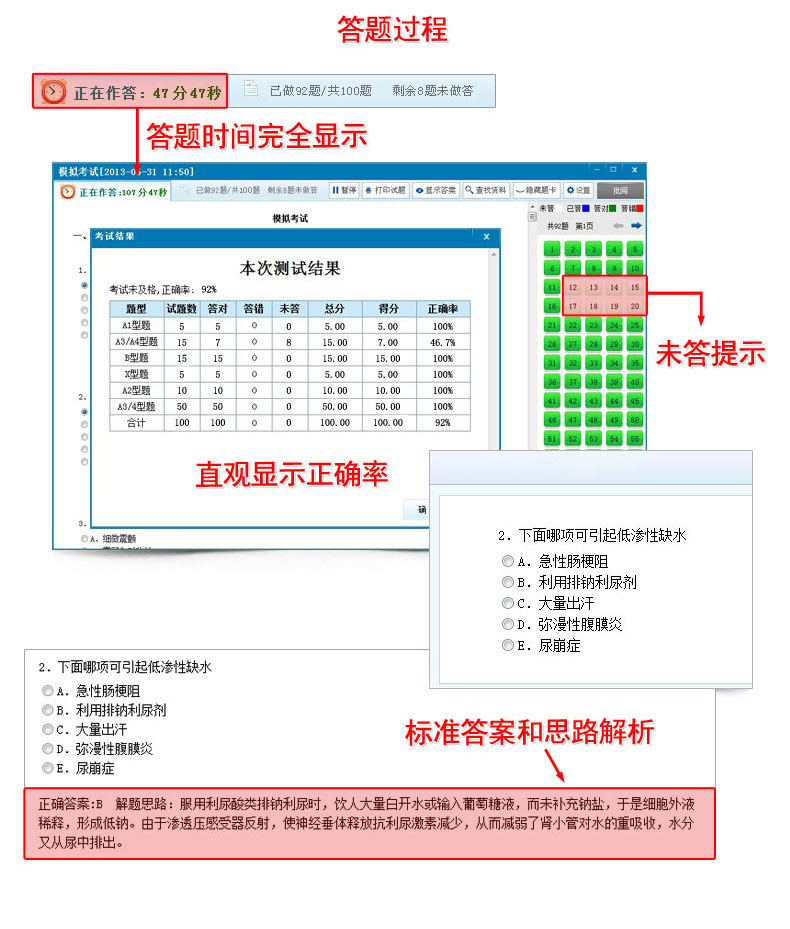 答题过程
正在作答：47分47秒
已做92题/共100题 剩余8题未做答
答题时间完全显示
模拟考试[2013-05-31 11:50]
正在作答:107分47秒 已做92题/共100题 剩余8题未做答 暂停 打印试题 显示答案 查找资料 隐藏题卡 设置
模拟考试
未答 已答 答对 答错
共92题 第1页
一、
考试结果 X
本次测试结果
考试未及格,正确率: 92%
题型 试题数 答对 答错 未答 总分 得分 正确率
A1型题 5 5 0 0 5.00 5.00 100%
A3/A4型题 15 7 0 8 15.00 7.00 46.7%
B型题 15 15 0 0 15.00 15.00 100%
X型题 5 5 0 0 5.00 5.00 100%
A2型题 10 10 0 0 10.00 10.00 100%
A3/4型题 50 50 0 0 50.00 50.00 100%
合计 100 100 0 0 100.00 100.00 92%
直观显示正确率
确
1.
2.
3.
A. 细微震颤
1 2 3 4 5
6 7 8 9 10
11 12 13 14 15
16 17 18 19 20
21 22 23 24 25
26 27 28 29 30
31 32 33 34 35
36 37 38 39 40
41 42 43 44 45
46 47 48 49 50
51 52 53 54 55
未答提示
2. 下面哪项可引起低渗性缺水
A. 急性肠梗阻
B. 利用排钠利尿剂
C. 大量出汗
D. 弥漫性腹膜炎
E. 尿崩症
2. 下面哪项可引起低渗性缺水
A. 急性肠梗阻
B. 利用排钠利尿剂
C. 大量出汗
D. 弥漫性腹膜炎
E. 尿崩症
标准答案和思路解析
正确答案:B 解题思路：服用利尿酸类排钠利尿时，饮人大量白开水或输入葡萄糖液，而未补充钠盐，于是细胞外液
稀释，形成低钠。由于渗透压感受器反射，使神经垂体释放抗利尿激素减少，从而减弱了肾小管对水的重吸收，水分
又从尿中排出。